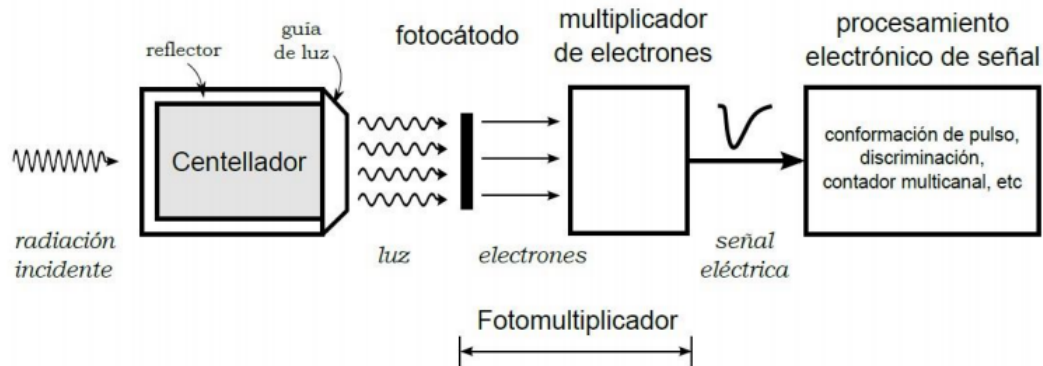 reflector
guía
de luz
fotocátodo
multiplicador
de electrones
procesamiento
electrónico de señal
Centellador
conformación de pulso,
discriminación,
contador multicanal, etc
radiación
incidente
luz
electrones
señal
eléctrica
Fotomultiplicador